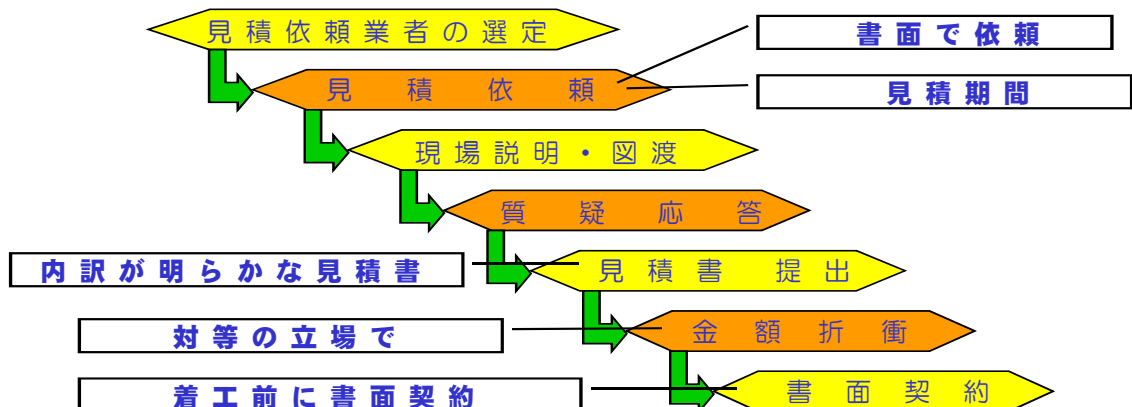 見積依頼業者の選定
書面で依頼
見積依頼
見積期間
現場説明・図渡
質疑応答
内訳が明らかな見積書
見積書 提出
対等の立場で
金額折衝
着工前に書面契約
書面契約